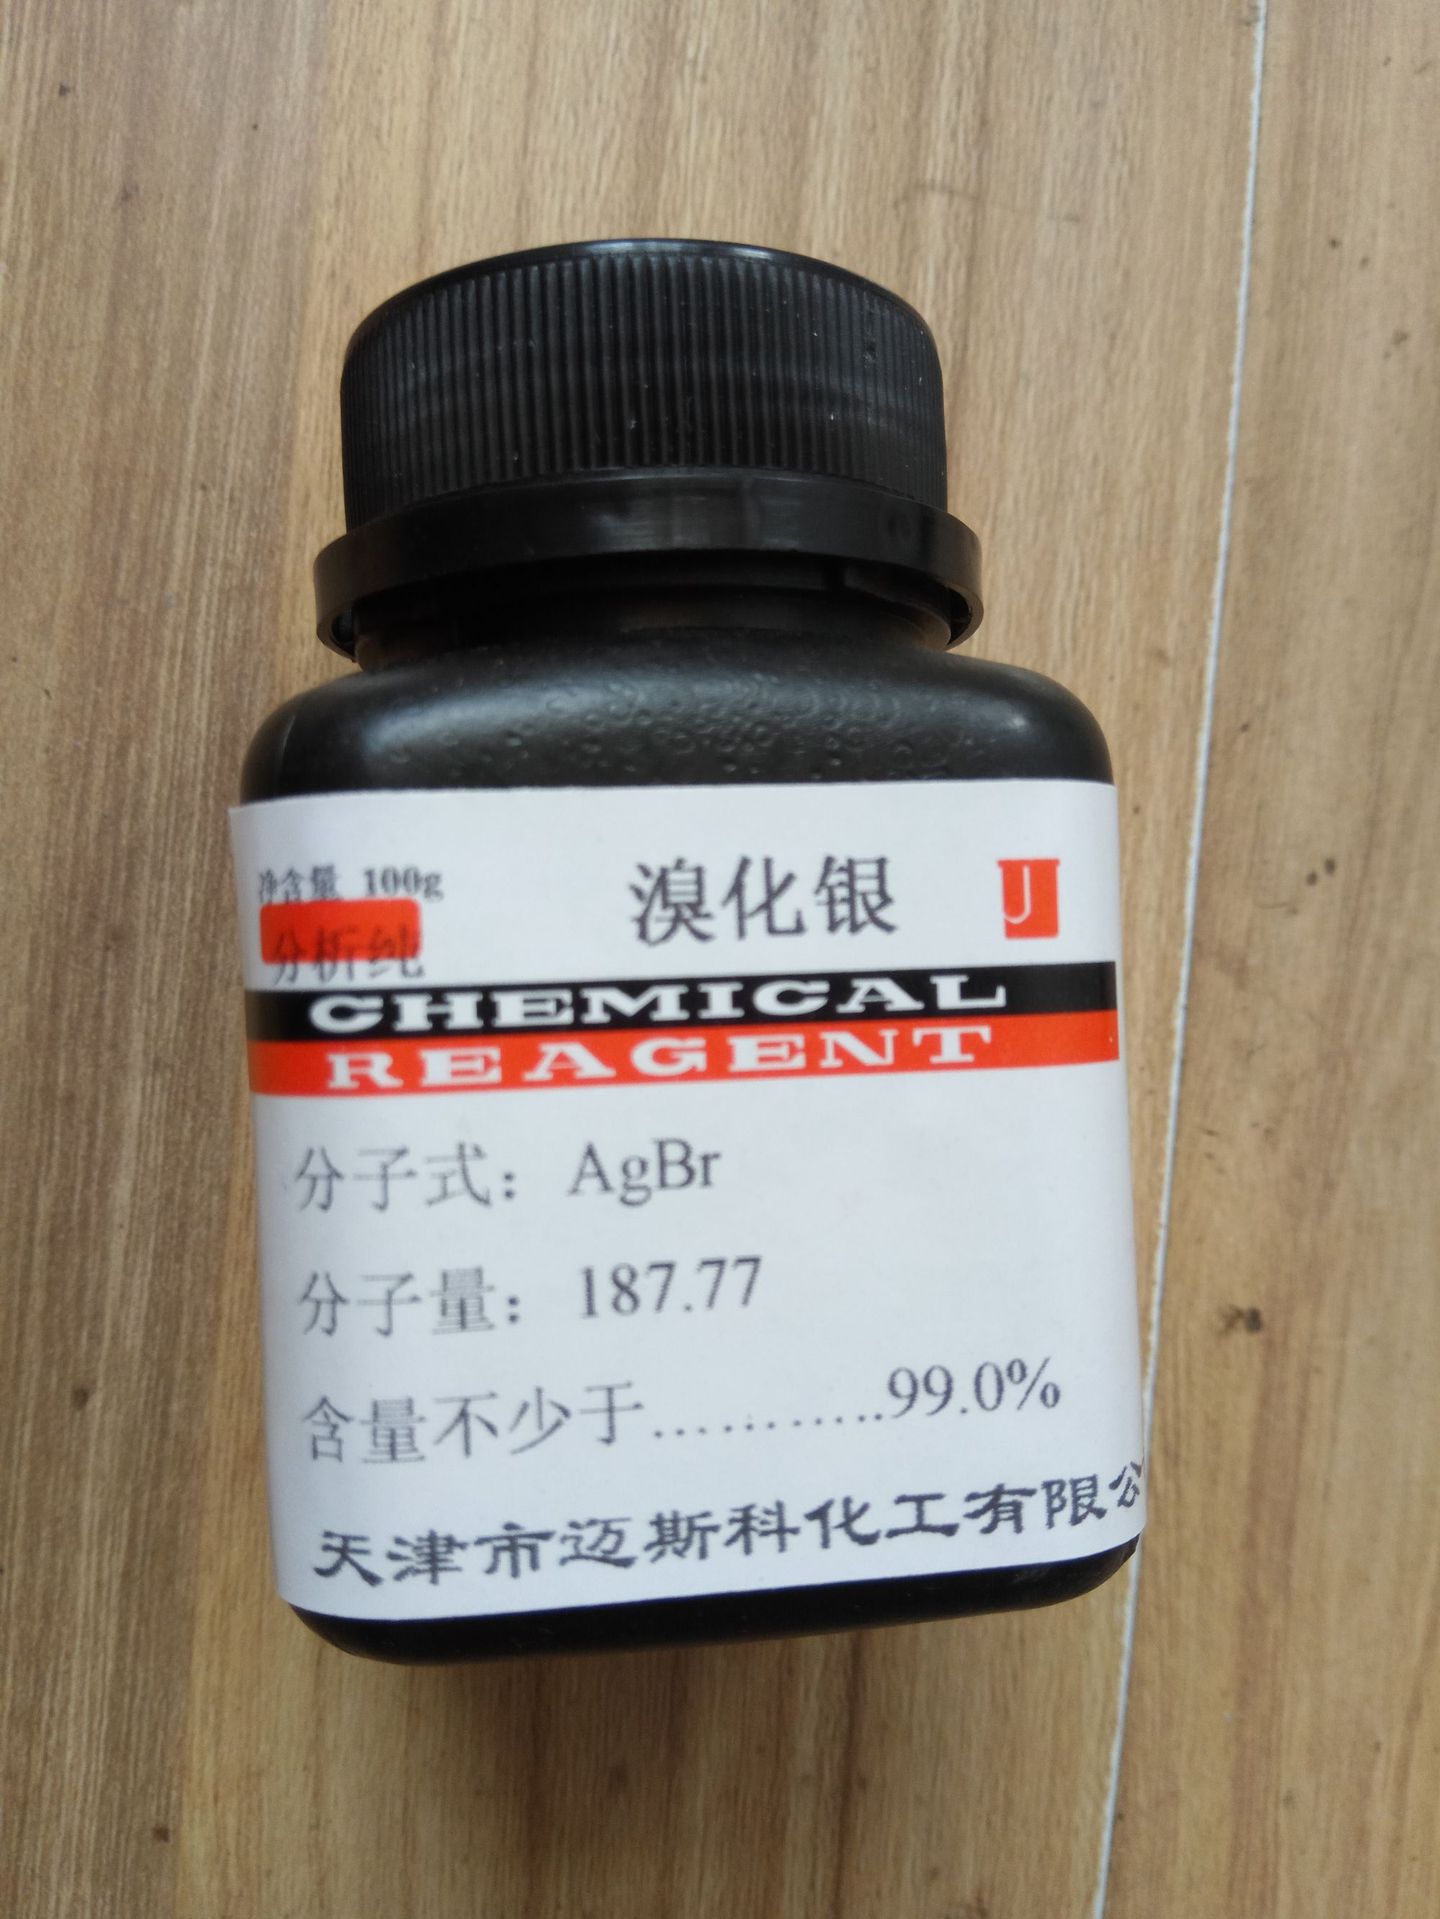 净含量 100g
溴化银
J
分析纯
CHEMICAL
REAGENT
分子式：AgBr
分子量：187.77
含量不少于………..99.0%
天津市迈斯科化工有限公